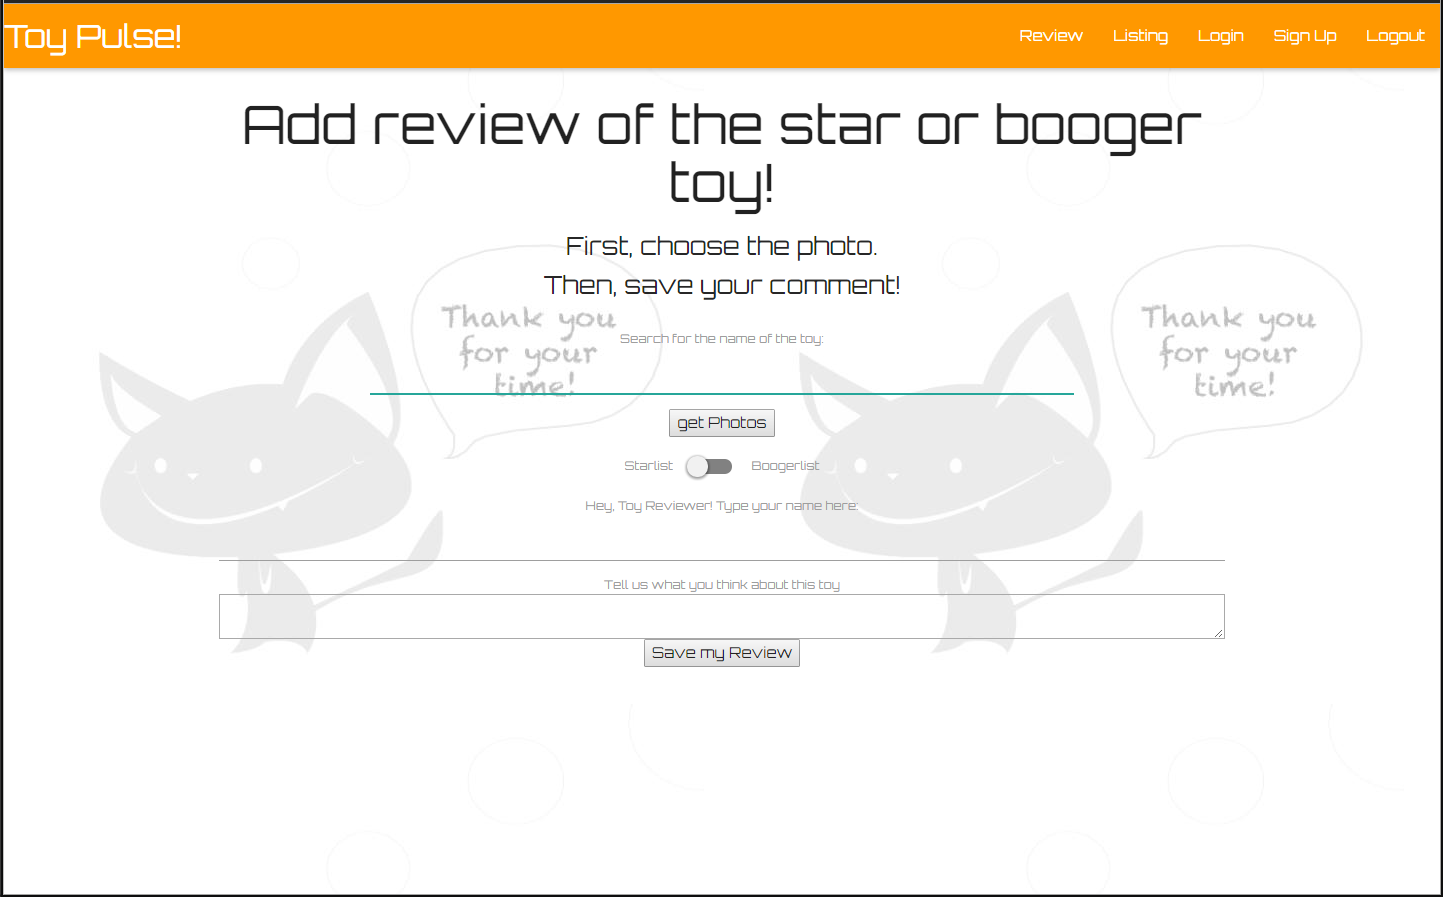 Toy Pulse!
Review Listing Login Sign Up Logout
Add review of the star or booger
toy!
First, choose the photo.
Then, save your comment!
Thank you
for your
time!
Thank you
for your
time!
Search for the name of the toy:
get Photos
Starlist Boogerlist
Hey, Toy Reviewer! Type your name here:
Tell us what you think about this toy
Save my Review